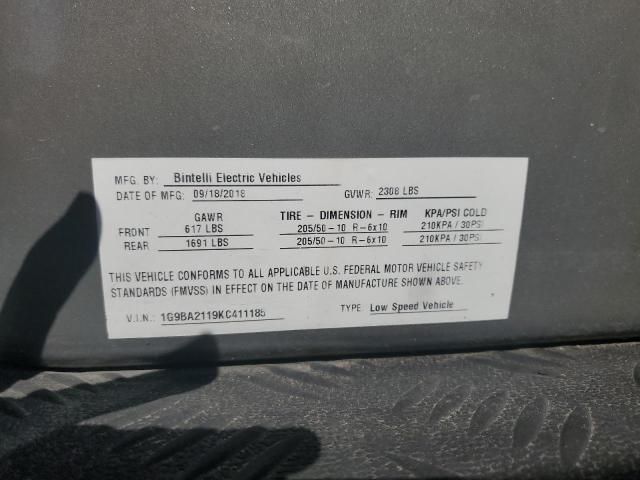 MFG. BY: Bintelli Electric Vehicles
DATE OF MFG: 09/18/2018 GVWR: 2308 LBS
GAWR TIRE – DIMENSION – RIM KPA/PSI COLD
FRONT 617 LBS 205/50-10 R-6x10 210KPA / 30PSI
REAR 1691 LBS 205/50-10 R-6x10 210KPA / 30PSI
THIS VEHICLE CONFORMS TO ALL APPLICABLE U.S. FEDERAL MOTOR VEHICLE SAFETY
STANDARDS (FMVSS) IN EFFECT ON THE DATE OF MANUFACTURE SHOWN ABOVE.
V.I.N.: 1G9BA2119KC411185 TYPE: Low Speed Vehicle